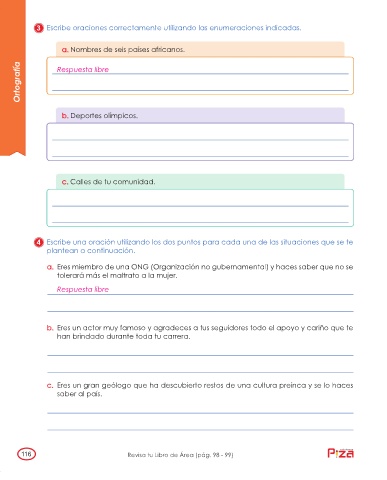 3 Escribe oraciones correctamente utilizando las enumeraciones indicadas.
Ortografía
a. Nombres de seis países africanos.
Respuesta libre
b. Deportes olímpicos.
c. Calles de tu comunidad.
4 Escribe una oración utilizando los dos puntos para cada una de las situaciones que se te
plantean a continuación.
a. Eres miembro de una ONG (Organización no gubernamental) y haces saber que no se
tolerará más el maltrato a la mujer.
Respuesta libre
b. Eres un actor muy famoso y agradeces a tus seguidores todo el apoyo y cariño que te
han brindado durante toda tu carrera.
c. Eres un gran geólogo que ha descubierto restos de una cultura preinca y se lo haces
saber al país.
116
Revisa tu Libro de Área (pág. 98 - 99)